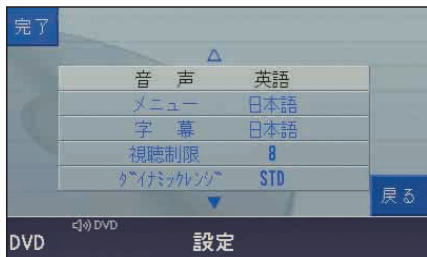 完了
音 声 英語
メニュー 日本語
字 幕 日本語
視聴制限 8
ダイナミックレンジ STD
戻る
DVD
DVD 設定